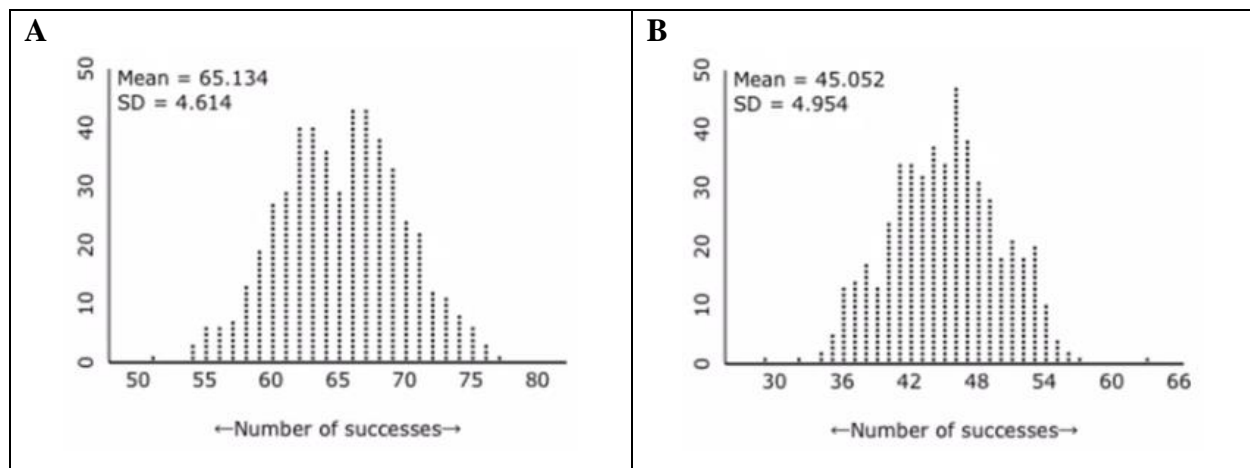 A
Mean = 65.134
SD = 4.614
50
40
30
20
10
0
50 55 60 65 70 75 80
←Number of successes→
B
Mean = 45.052
SD = 4.954
50
40
30
20
10
0
30 36 42 48 54 60 66
←Number of successes→